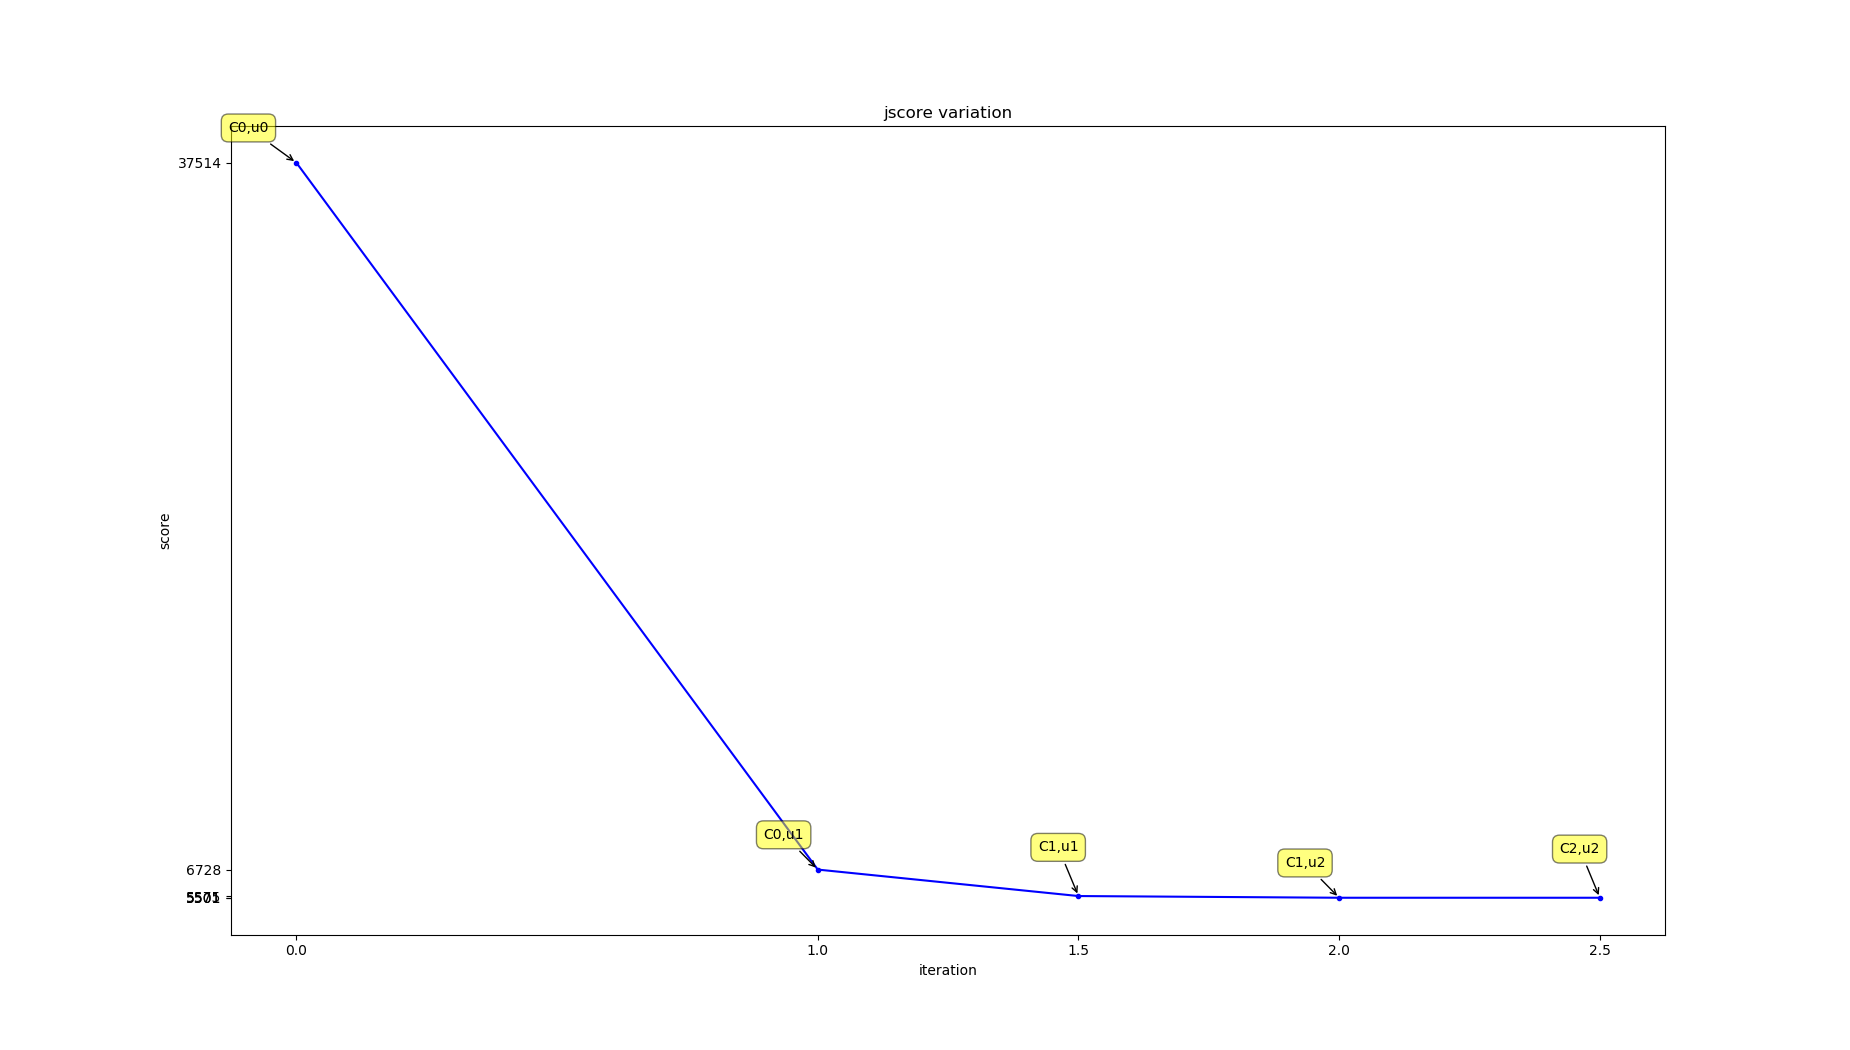 jscore variation
C0,u0
37514
score
C0,u1
C1,u1
C1,u2
C2,u2
6728
0.0
1.0
1.5
2.0
2.5
iteration